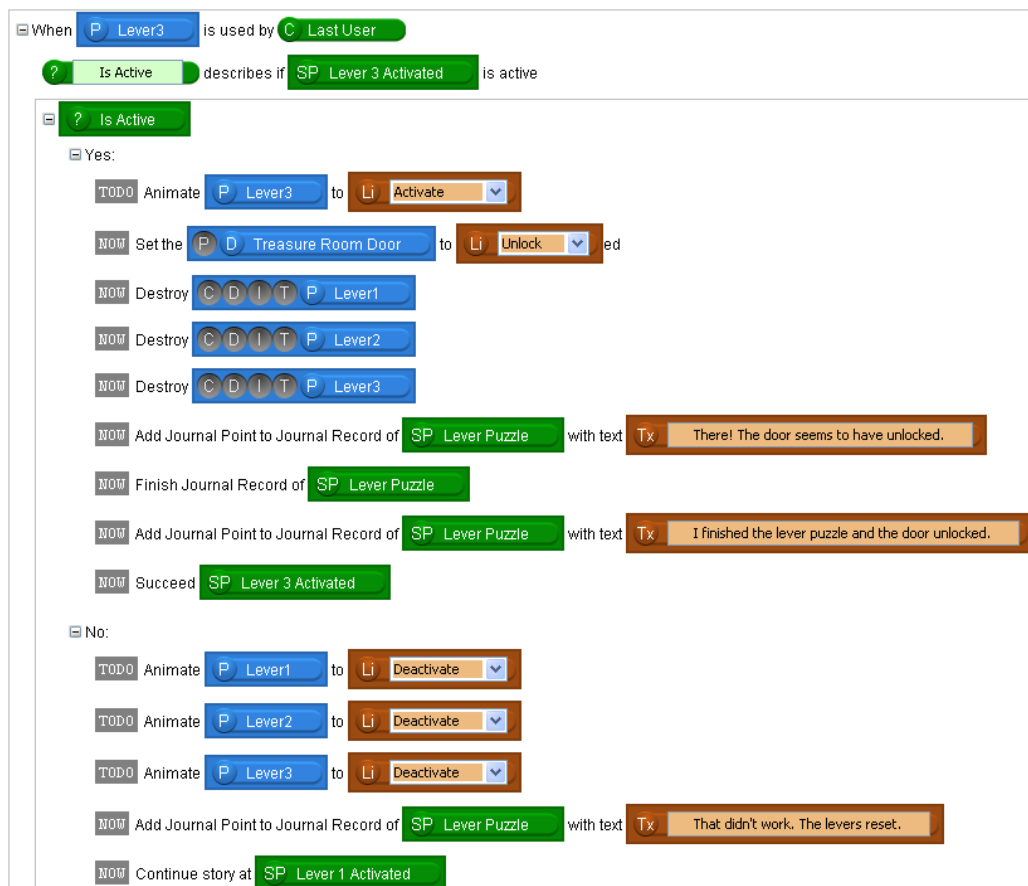 When P Lever3 is used by C Last User
? Is Active describes if SP Lever 3 Activated is active
? Is Active
Yes:
TODO Animate P Lever3 to Li Activate
NOW Set the P D Treasure Room Door to Li Unlock ed
NOW Destroy C D I T P Lever1
NOW Destroy C D I T P Lever2
NOW Destroy C D I T P Lever3
NOW Add Journal Point to Journal Record of SP Lever Puzzle with text Tx There! The door seems to have unlocked.
NOW Finish Journal Record of SP Lever Puzzle
NOW Add Journal Point to Journal Record of SP Lever Puzzle with text Tx I finished the lever puzzle and the door unlocked.
NOW Succeed SP Lever 3 Activated
No:
TODO Animate P Lever1 to Li Deactivate
TODO Animate P Lever2 to Li Deactivate
TODO Animate P Lever3 to Li Deactivate
NOW Add Journal Point to Journal Record of SP Lever Puzzle with text Tx That didn't work. The levers reset.
NOW Continue story at SP Lever 1 Activated